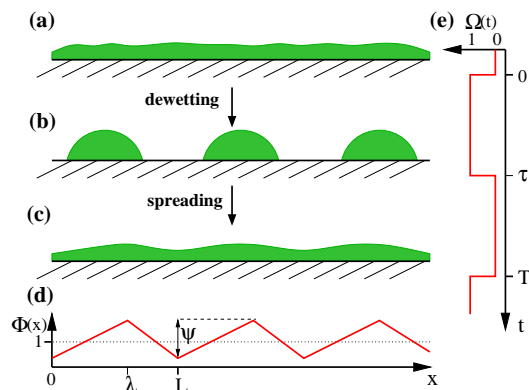 (a)
(e)
Ω(t)
1 0
0
dewetting
(b)
τ
spreading
(c)
T
(d)
Φ(x)
ψ
1
t
0
λ
L
x